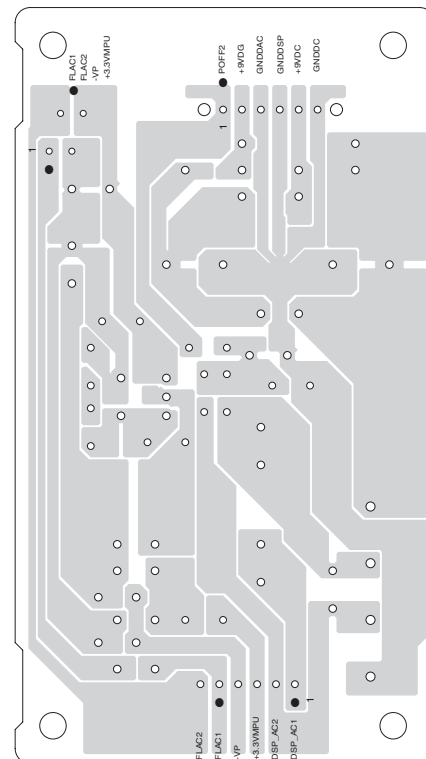 FLAC1
FLAC2
-VP
+3.3VMPU
POFF2
+9VDG
GNDDAC
GNDDSP
+9VDC
GNDDC
1
1
FLAC2
FLAC1
-VP
+3.3VMPU
DSP_AC2
DSP_AC1
1